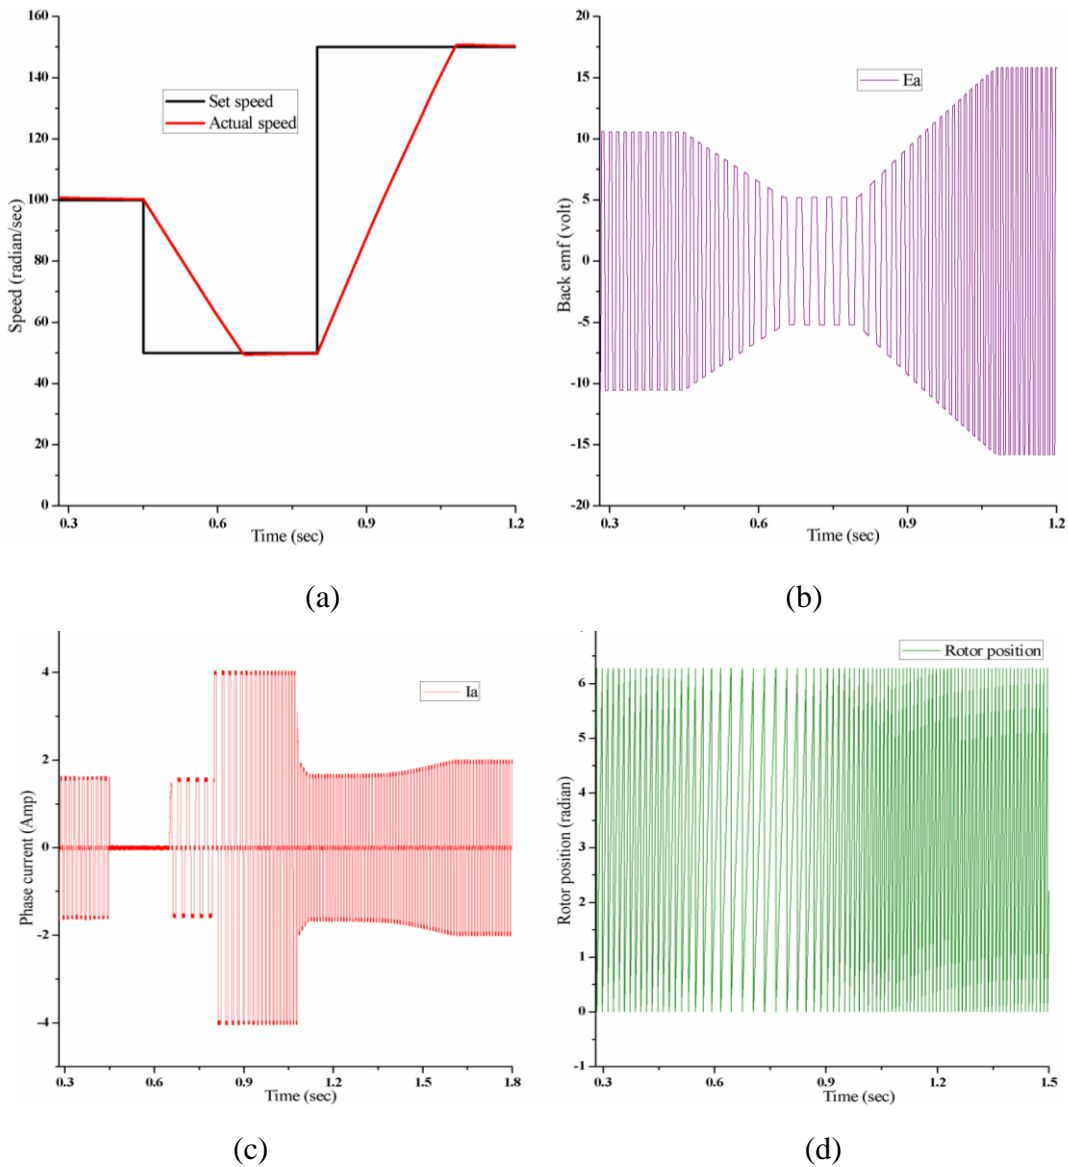 160
140
120
100
80
60
40
20
0
Speed (radian/sec)
Set speed
Actual speed
0.3 0.6 0.9 1.2
Time (sec)
(a)
20
15
10
5
0
-5
-10
-15
-20
Back emf (volt)
Ea
0.3 0.6 0.9 1.2
Time (sec)
(b)
4
2
0
-2
-4
Phase current (Amp)
Ia
0.3 0.6 0.9 1.2 1.5 1.8
Time (sec)
(c)
6
5
4
3
2
1
0
-1
Rotor position (radian)
Rotor position
0.3 0.6 0.9 1.2 1.5
Time (sec)
(d)